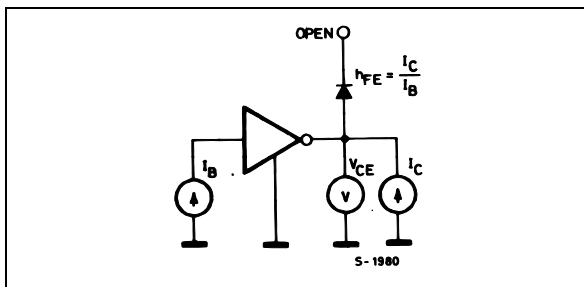 OPEN
hFE = IC/IB
IB
VCE
IC
V
S-1980